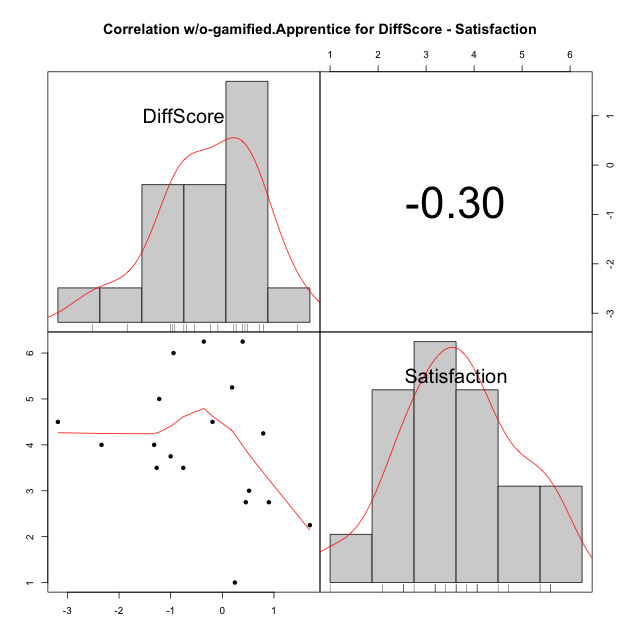 Correlation w/o-gamified.Apprentice for DiffScore - Satisfaction
1 2 3 4 5 6
DiffScore
-0.30
1
0
-1
-2
-3
Satisfaction
6
5
4
3
2
1
-3 -2 -1 0 1